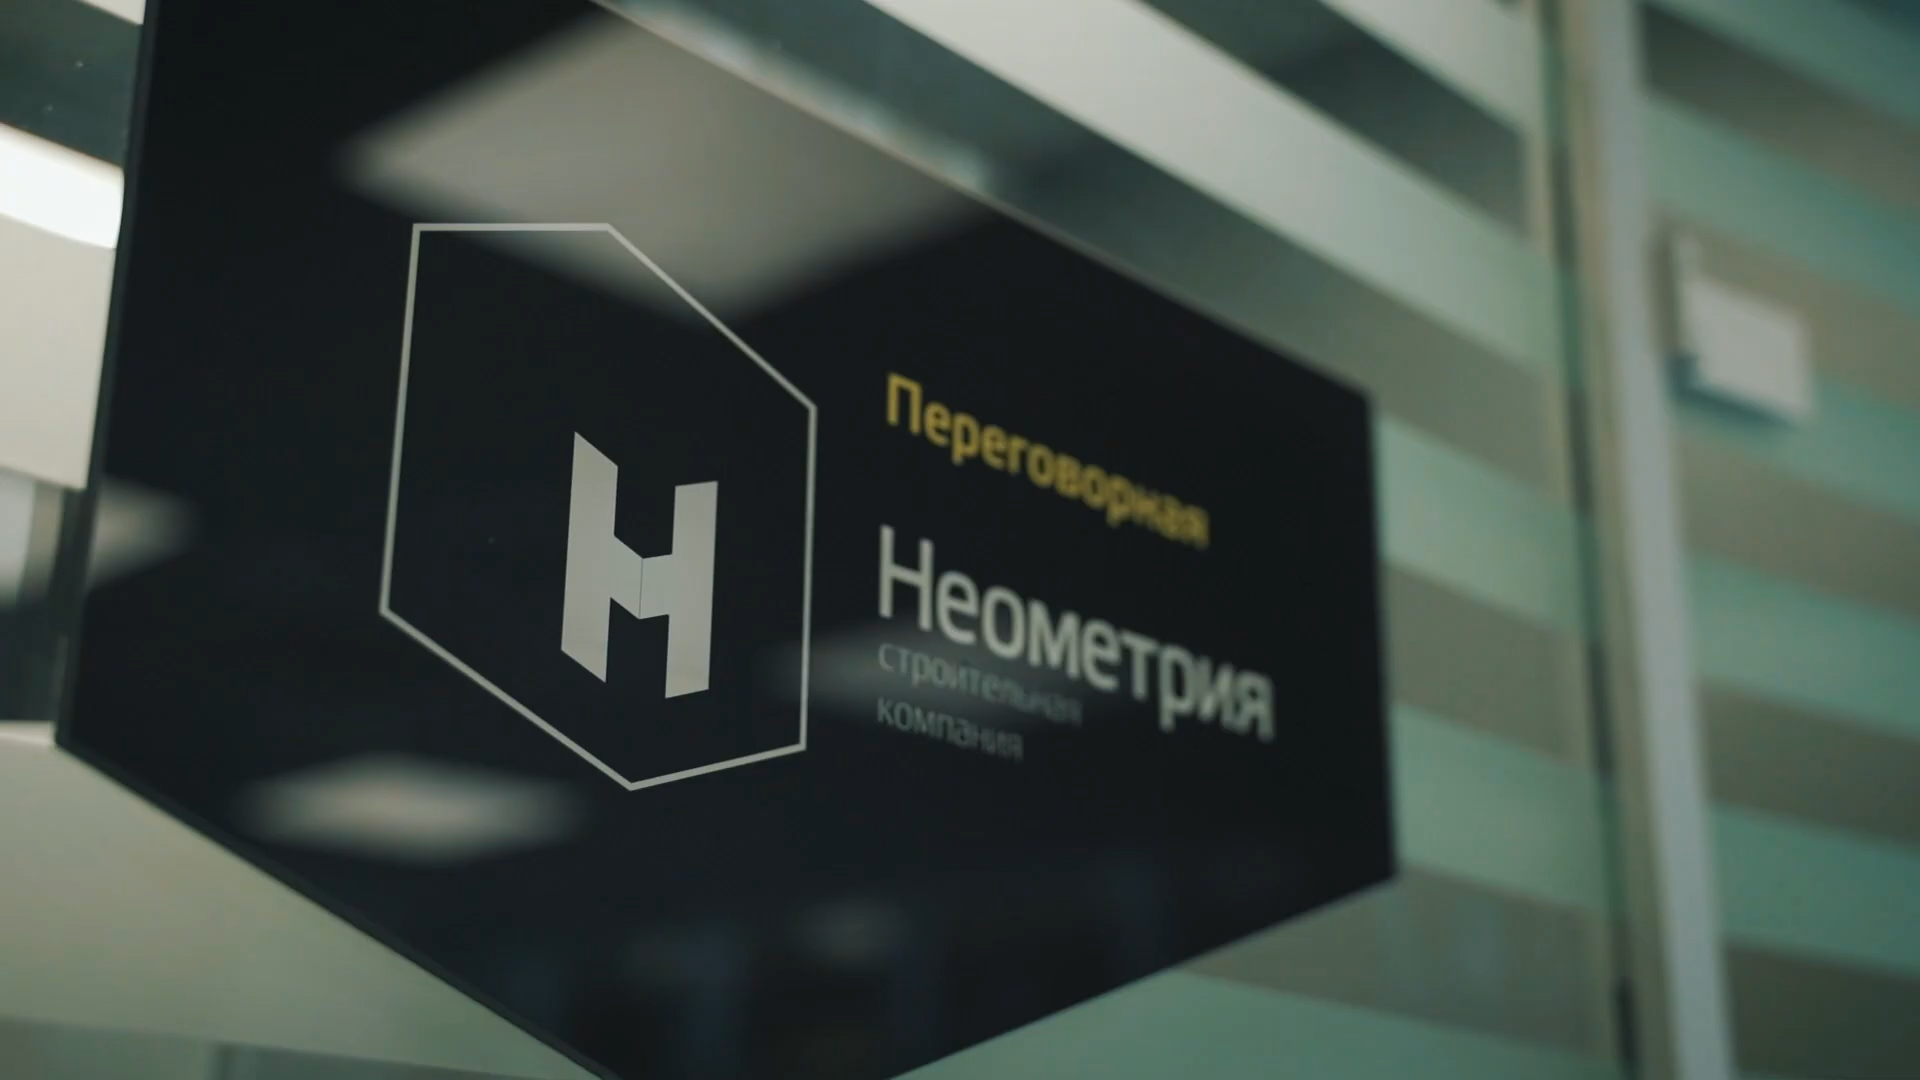 Н
Переговорная
Неометрия
строительная
компания